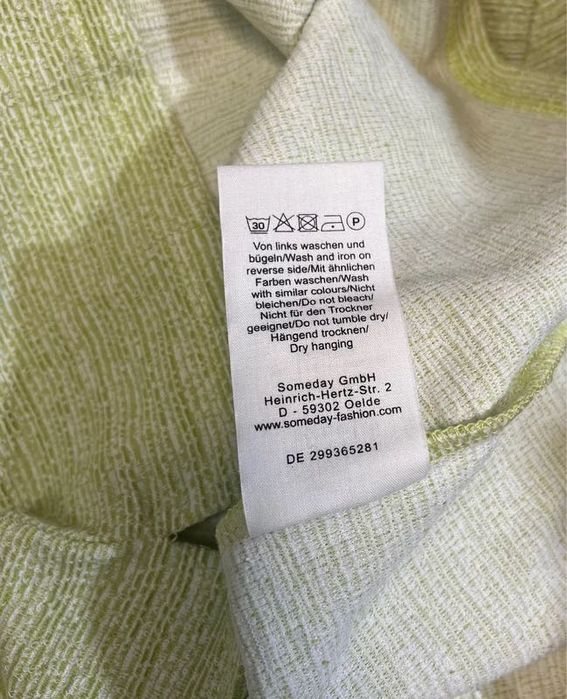 30 P
Von links waschen und
bügeln/Wash and iron on
reverse side/Mit ähnlichen
Farben waschen/Wash
with similar colours/Nicht
bleichen/Do not bleach/
Nicht für den Trockner
geeignet/Do not tumble dry/
Hängend trocknen/
Dry hanging
Someday GmbH
Heinrich-Hertz-Str. 2
D - 59302 Oelde
www.someday-fashion.com
DE 299365281